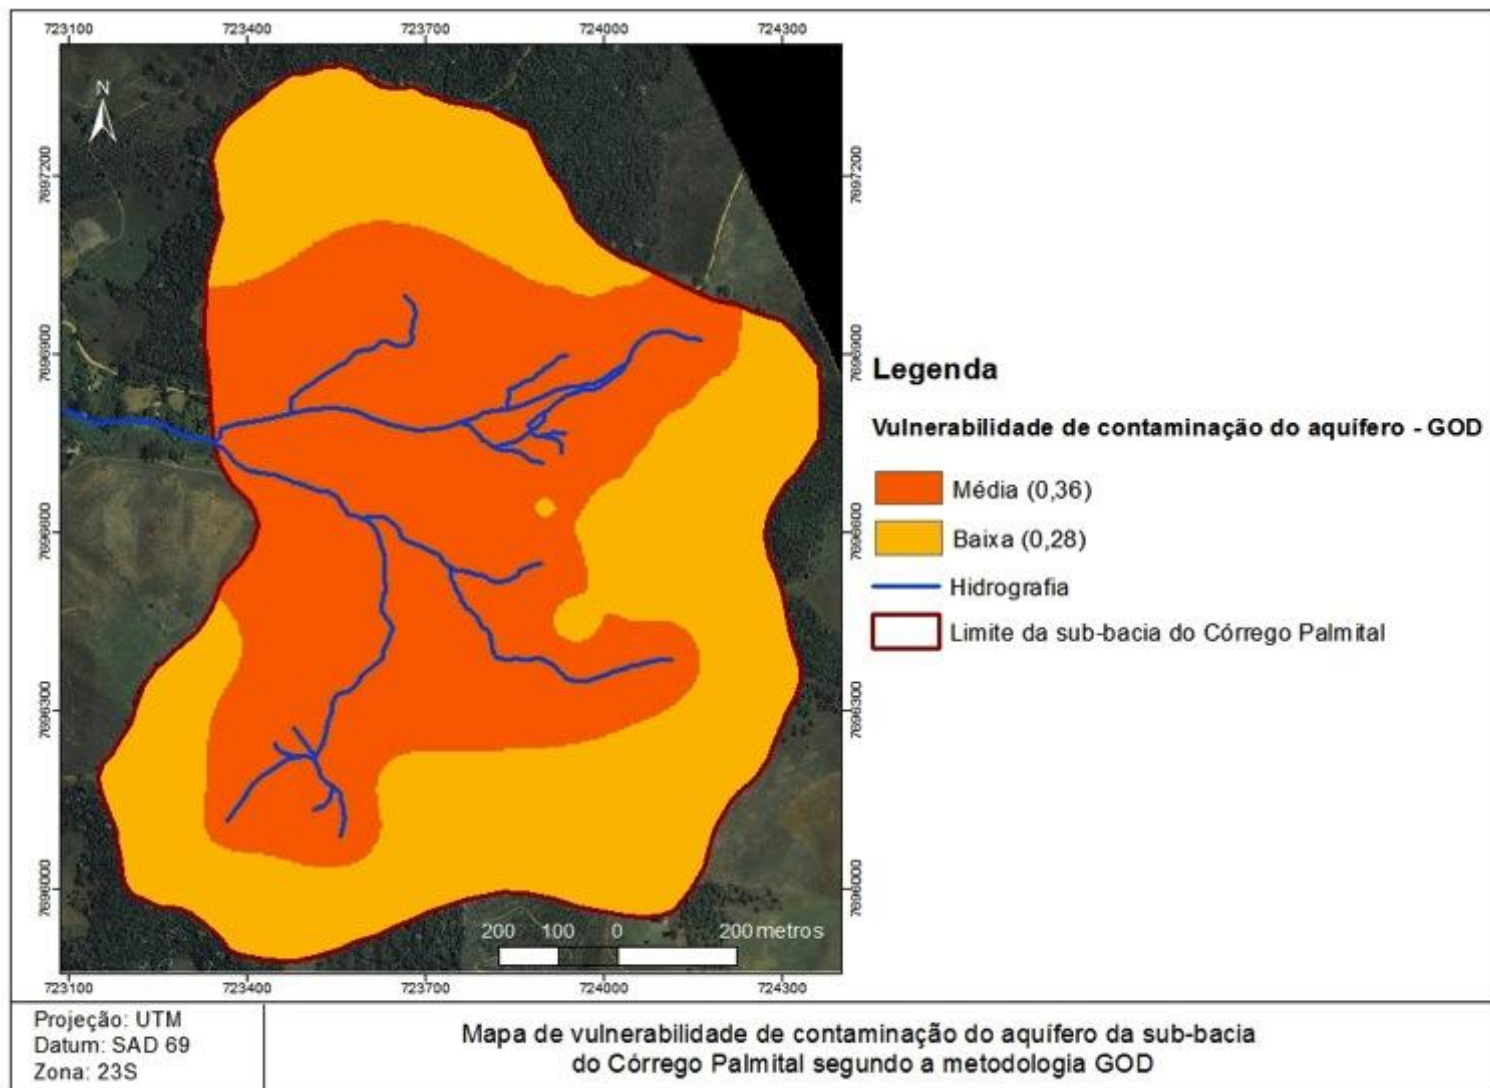 723100 723400 723700 724000 724300
N
7697200 7697200
7696900 7696900
7696600 7696600
7696300 7696300
7696000 7696000
Legenda
Vulnerabilidade de contaminação do aquífero - GOD
Média (0,36)
Baixa (0,28)
Hidrografia
Limite da sub-bacia do Córrego Palmital
200 100 0 200 metros
723100 723400 723700 724000 724300
Projeção: UTM
Datum: SAD 69
Zona: 23S
Mapa de vulnerabilidade de contaminação do aquífero da sub-bacia
do Córrego Palmital segundo a metodologia GOD